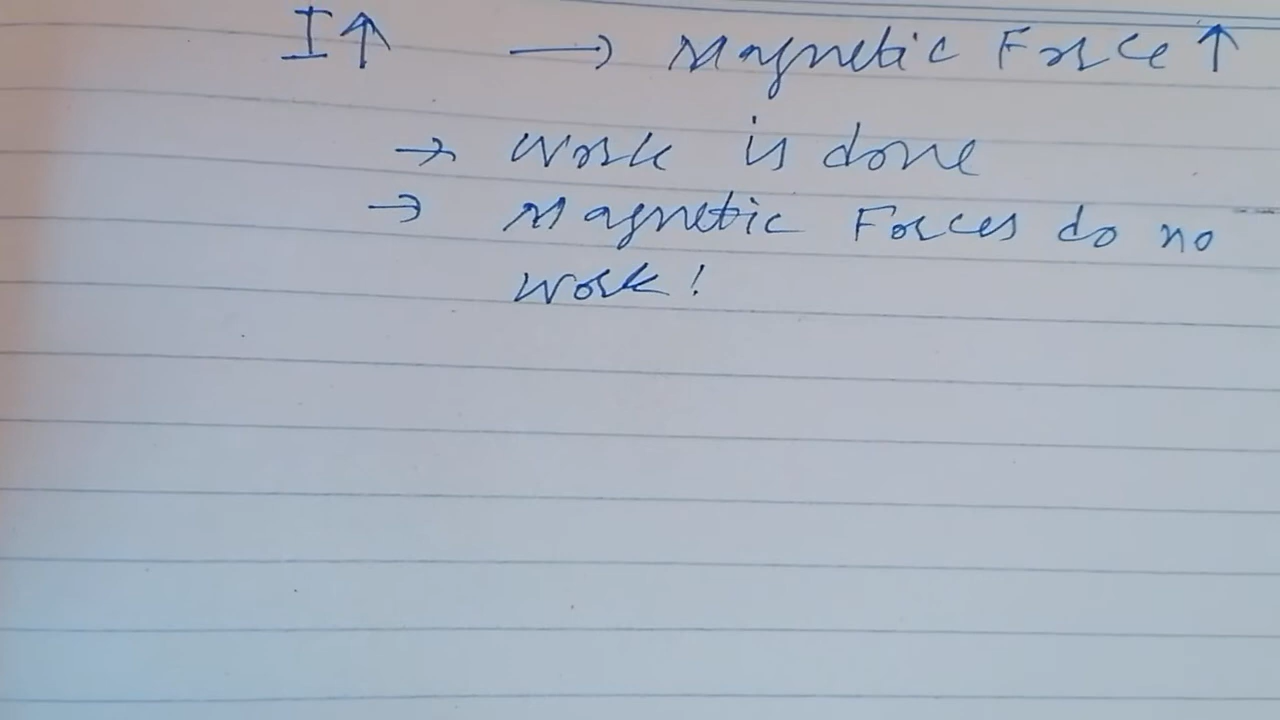 I↑ → Magnetic Force ↑
→ work is done
→ Magnetic Forces do no
work!